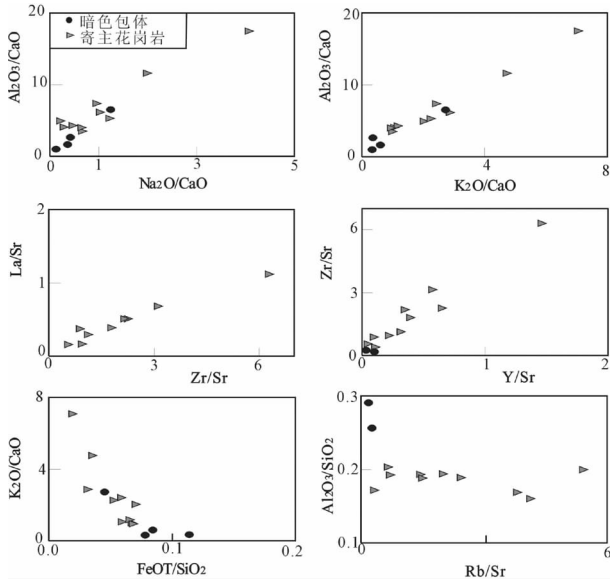 暗色包体
寄主花岗岩
Al₂O₃/CaO
20
10
0
0
1
3
5
Na₂O/CaO
Al₂O₃/CaO
20
10
0
4
8
K₂O/CaO
La/Sr
2
1
0
0
3
6
Zr/Sr
Zr/Sr
6
3
0
0
1
2
Y/Sr
K₂O/CaO
8
4
0
0.0
0.1
0.2
FeOT/SiO₂
Al₂O₃/SiO₂
0.3
0.2
0.1
0
6
Rb/Sr